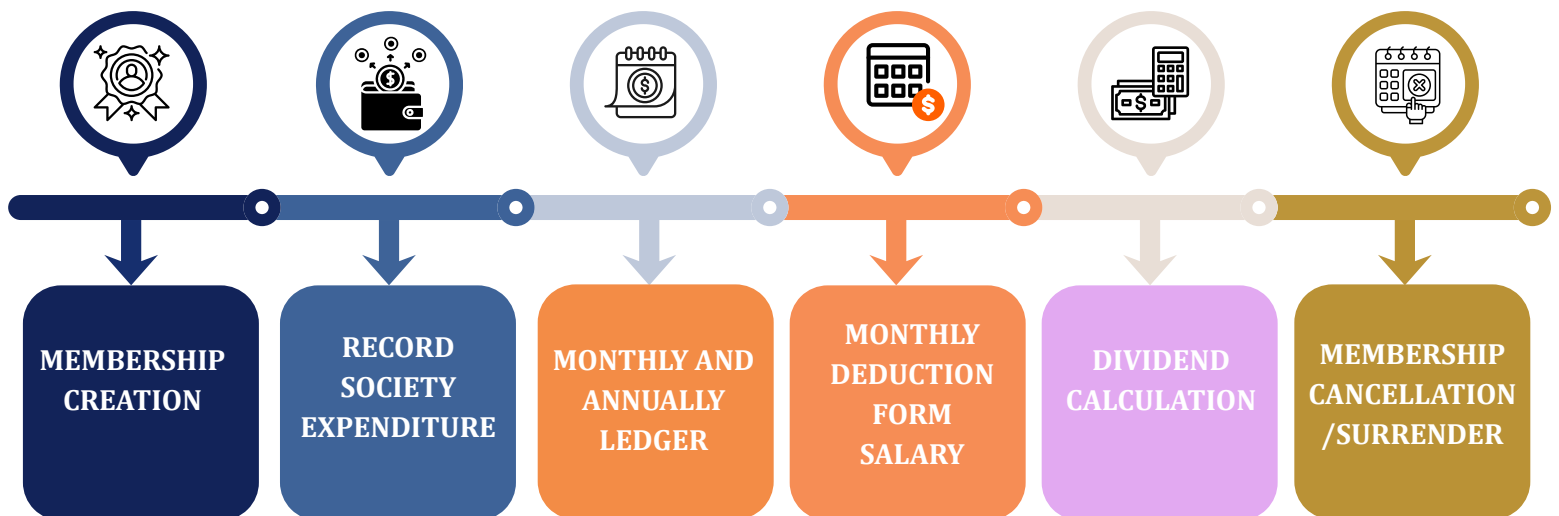 MEMBERSHIP
CREATION
RECORD
SOCIETY
EXPENDITURE
MONTHLY AND
ANNUALLY
LEDGER
MONTHLY
DEDUCTION
FORM
SALARY
DIVIDEND
CALCULATION
MEMBERSHIP
CANCELLATION
/SURRENDER